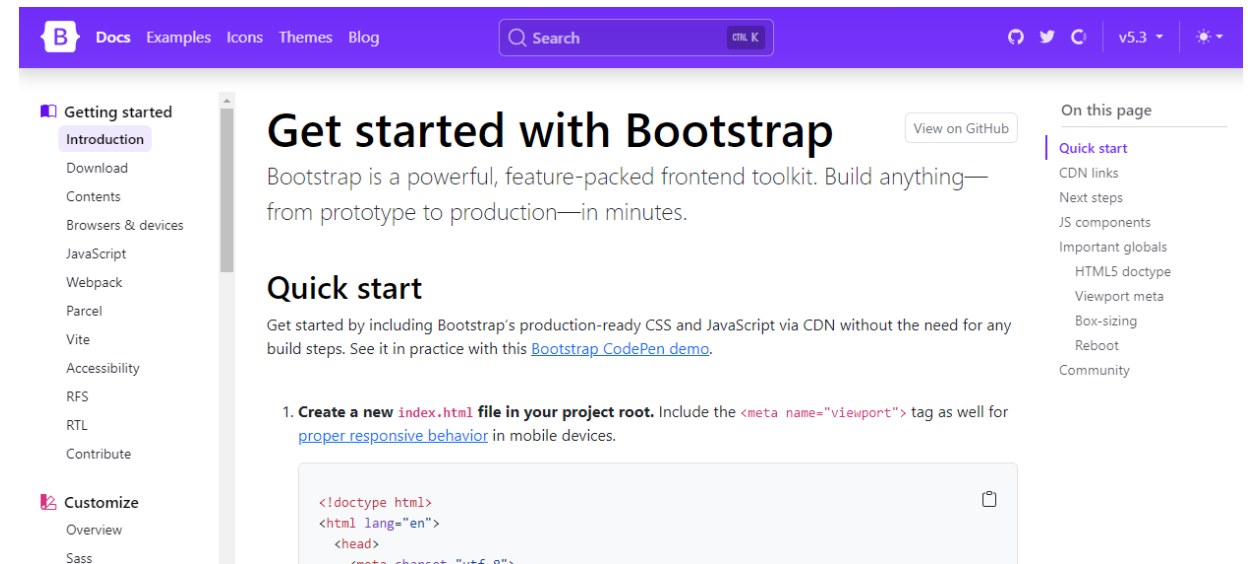 B Docs Examples Icons Themes Blog Search CTRL K v5.3
Getting started
Introduction
Download
Contents
Browsers & devices
JavaScript
Webpack
Parcel
Vite
Accessibility
RFS
RTL
Contribute
Customize
Overview
Sass
Get started with Bootstrap
View on GitHub
Bootstrap is a powerful, feature-packed frontend toolkit. Build anything—
from prototype to production—in minutes.
Quick start
Get started by including Bootstrap's production-ready CSS and JavaScript via CDN without the need for any
build steps. See it in practice with this Bootstrap CodePen demo.
1. Create a new index.html file in your project root. Include the <meta name="viewport"> tag as well for
proper responsive behavior in mobile devices.
<!doctype html>
<html lang="en">
<head>
<meta charset="utf-8">
On this page
Quick start
CDN links
Next steps
JS components
Important globals
HTML5 doctype
Viewport meta
Box-sizing
Reboot
Community